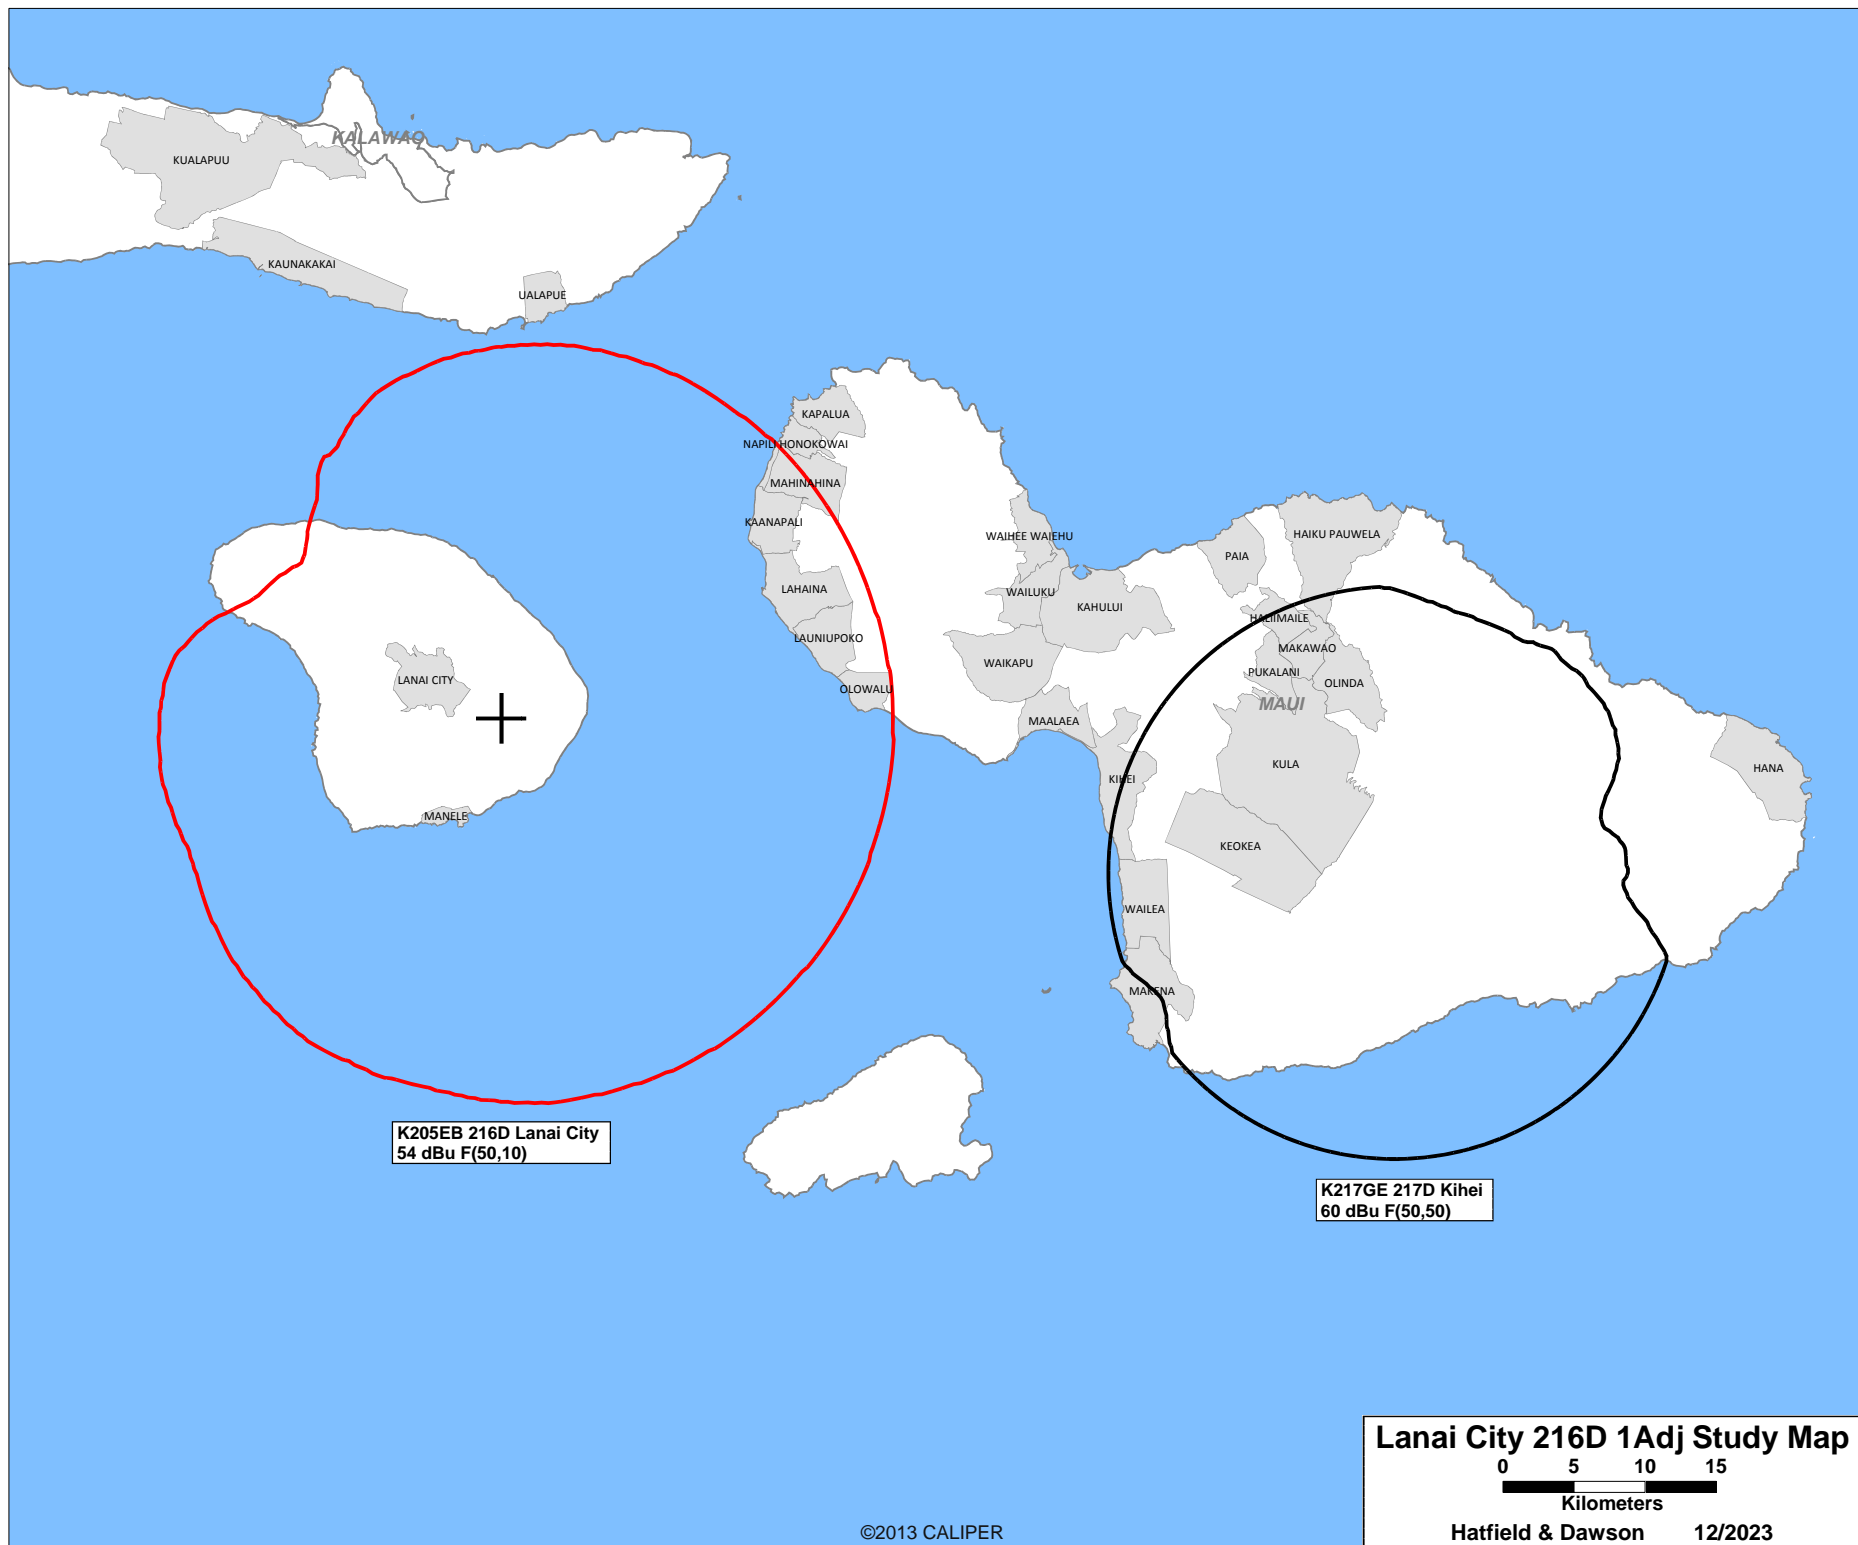 KALAWAO
KUALAPUU
KAUNAKAKAI
UALAPUE
KAPALUA
NAPILI HONOKOWAI
MAHINAHINA
KAANAPALI
WAIHEE WAIEHU
HAIKU PAUWELA
PAIA
LAHAINA
WAILUKU
KAHULUI
HALIIMAILE
LAUNIUPOKO
MAKAWAO
WAIKAPU
PUKALANI
LANAI CITY
OLINDA
OLOWALU
MAUI
MAALAEA
KULA
HANA
KIHEI
MANELE
KEOKEA
WAILEA
MAKENA
K205EB 216D Lanai City
54 dBu F(50,10)
K217GE 217D Kihei
60 dBu F(50,50)
Lanai City 216D 1Adj Study Map
0 5 10 15
Kilometers
Hatfield & Dawson 12/2023
©2013 CALIPER